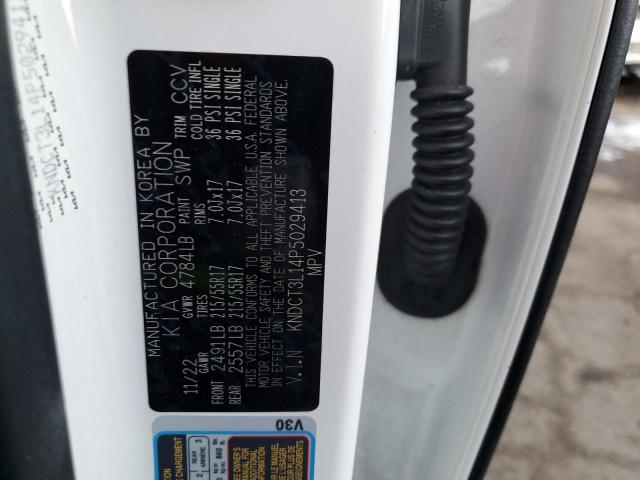 MANUFACTURED IN KOREA BY
KIA CORPORATION
11/22 GVWR 4784LB PAINT SWP TRIM CCV
GAWR TIRES RIMS COLD TIRE INFL
FRONT 2491LB 215/55R17 7.0Jx17 36 PSI SINGLE
REAR 2557LB 215/55R17 7.0Jx17 36 PSI SINGLE
THIS VEHICLE CONFORMS TO ALL APPLICABLE U.S.A. FEDERAL
MOTOR VEHICLE SAFETY AND THEFT PREVENTION STANDARDS
IN EFFECT ON THE DATE OF MANUFACTURE SHOWN ABOVE.
V.I.N KNDCT3L14P5029413
MPV
V30